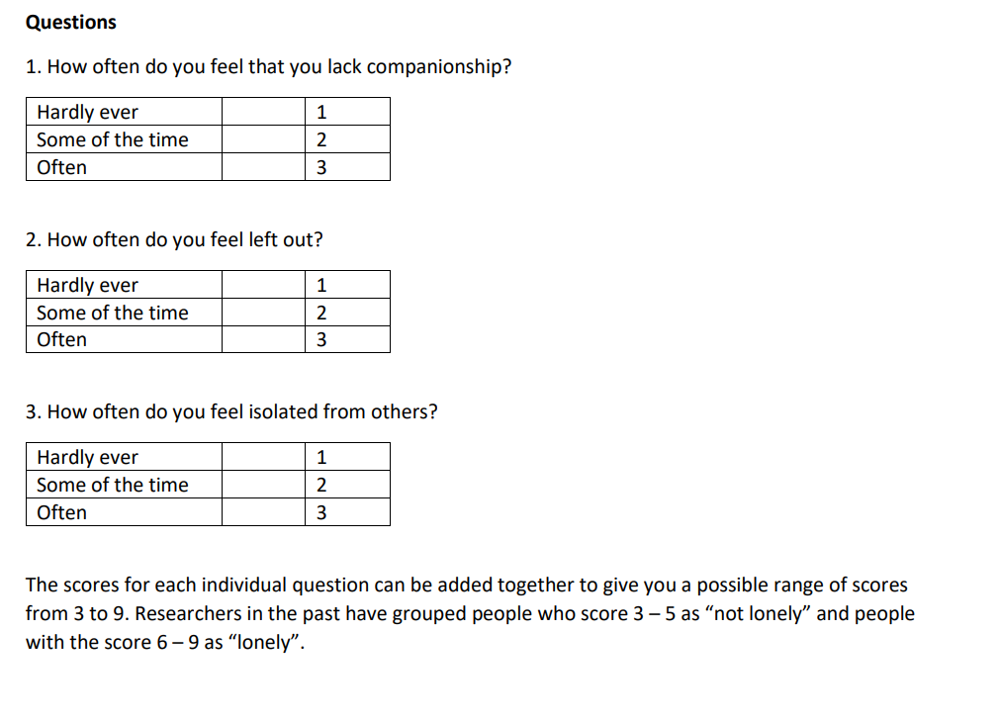 Questions
1. How often do you feel that you lack companionship?
Hardly ever 1
Some of the time 2
Often 3
2. How often do you feel left out?
Hardly ever 1
Some of the time 2
Often 3
3. How often do you feel isolated from others?
Hardly ever 1
Some of the time 2
Often 3
The scores for each individual question can be added together to give you a possible range of scores
from 3 to 9. Researchers in the past have grouped people who score 3 – 5 as “not lonely” and people
with the score 6 – 9 as “lonely”.